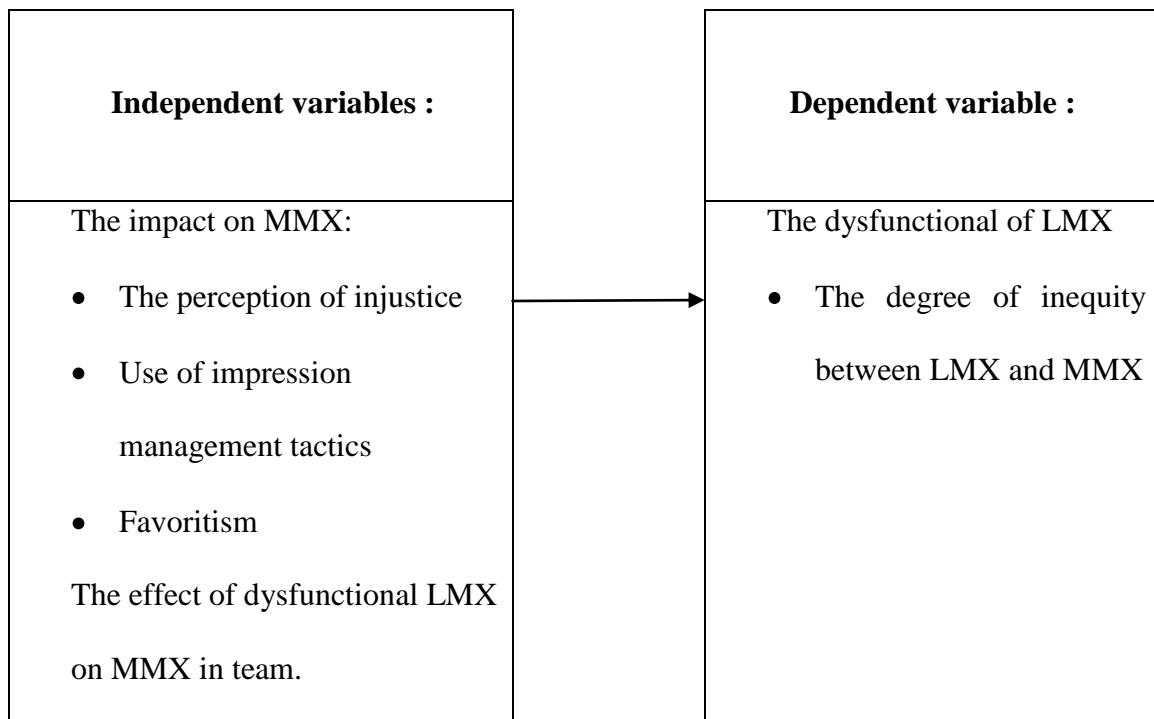 Independent variables :
The impact on MMX:
• The perception of injustice
• Use of impression
management tactics
• Favoritism
The effect of dysfunctional LMX
on MMX in team.
Dependent variable :
The dysfunctional of LMX
• The degree of inequity
between LMX and MMX